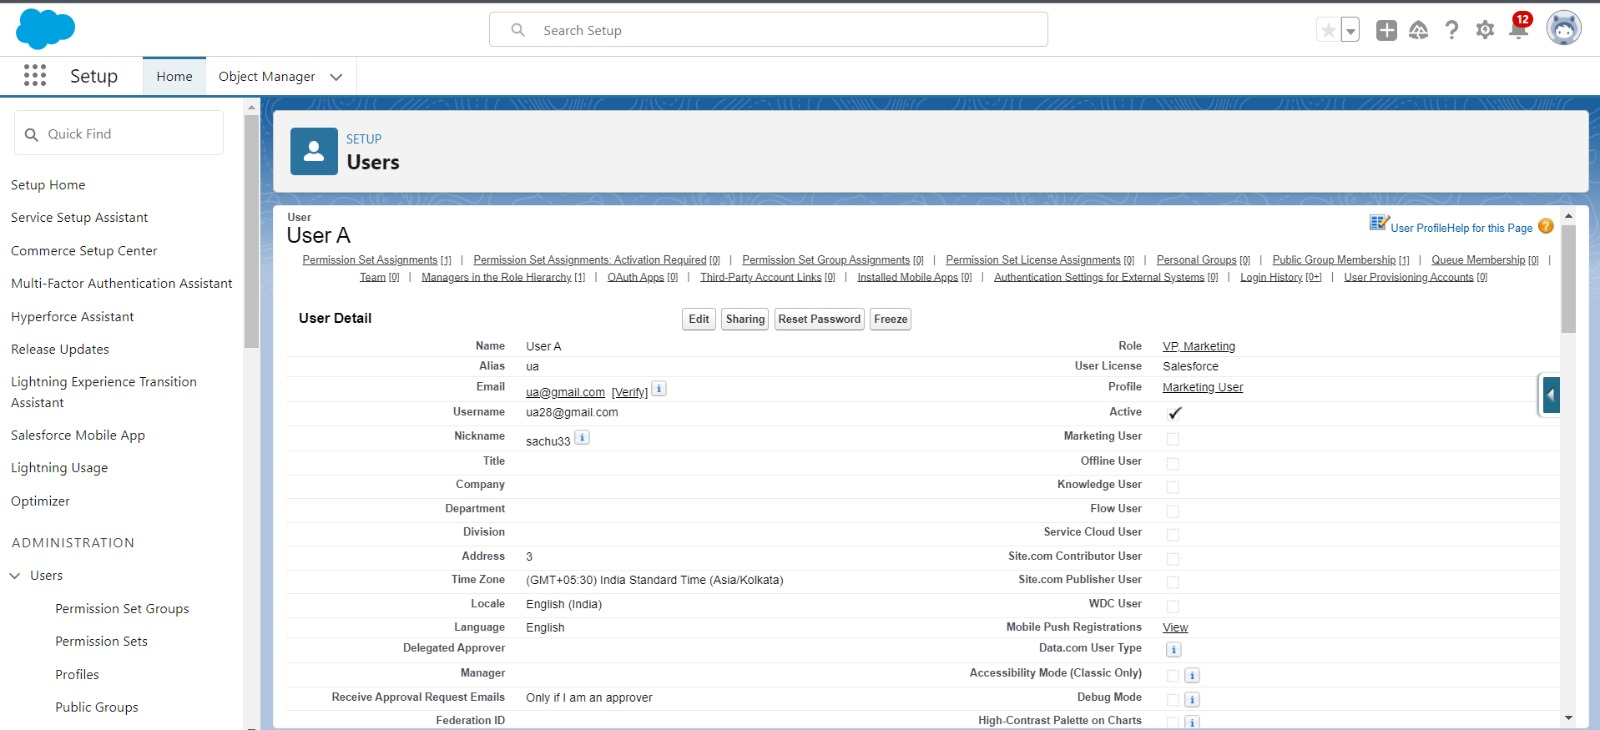 Search Setup
12
Setup
Home
Object Manager
Quick Find
Setup Home
Service Setup Assistant
Commerce Setup Center
Multi-Factor Authentication Assistant
Hyperforce Assistant
Release Updates
Lightning Experience Transition
Assistant
Salesforce Mobile App
Lightning Usage
Optimizer
ADMINISTRATION
Users
Permission Set Groups
Permission Sets
Profiles
Public Groups
SETUP
Users
User
User A
User ProfileHelp for this Page
Permission Set Assignments [1] | Permission Set Assignments: Activation Required [0] | Permission Set Group Assignments [0] | Permission Set License Assignments [0] | Personal Groups [0] | Public Group Membership [1] | Queue Membership [0] |
Team [0] | Managers in the Role Hierarchy [1] | OAuth Apps [0] | Third-Party Account Links [0] | Installed Mobile Apps [0] | Authentication Settings for External Systems [0] | Login History [0+] | User Provisioning Accounts [0]
User Detail Edit Sharing Reset Password Freeze
Name User A Role VP, Marketing
Alias ua User License Salesforce
Email ua@gmail.com [Verify] i Profile Marketing User
Username ua28@gmail.com Active
Nickname sachu33 i Marketing User
Title Offline User
Company Knowledge User
Department Flow User
Division Service Cloud User
Address 3 Site.com Contributor User
Time Zone (GMT+05:30) India Standard Time (Asia/Kolkata) Site.com Publisher User
Locale English (India) WDC User
Language English Mobile Push Registrations View
Delegated Approver Data.com User Type i
Manager Accessibility Mode (Classic Only) i
Receive Approval Request Emails Only if I am an approver Debug Mode i
Federation ID High-Contrast Palette on Charts i